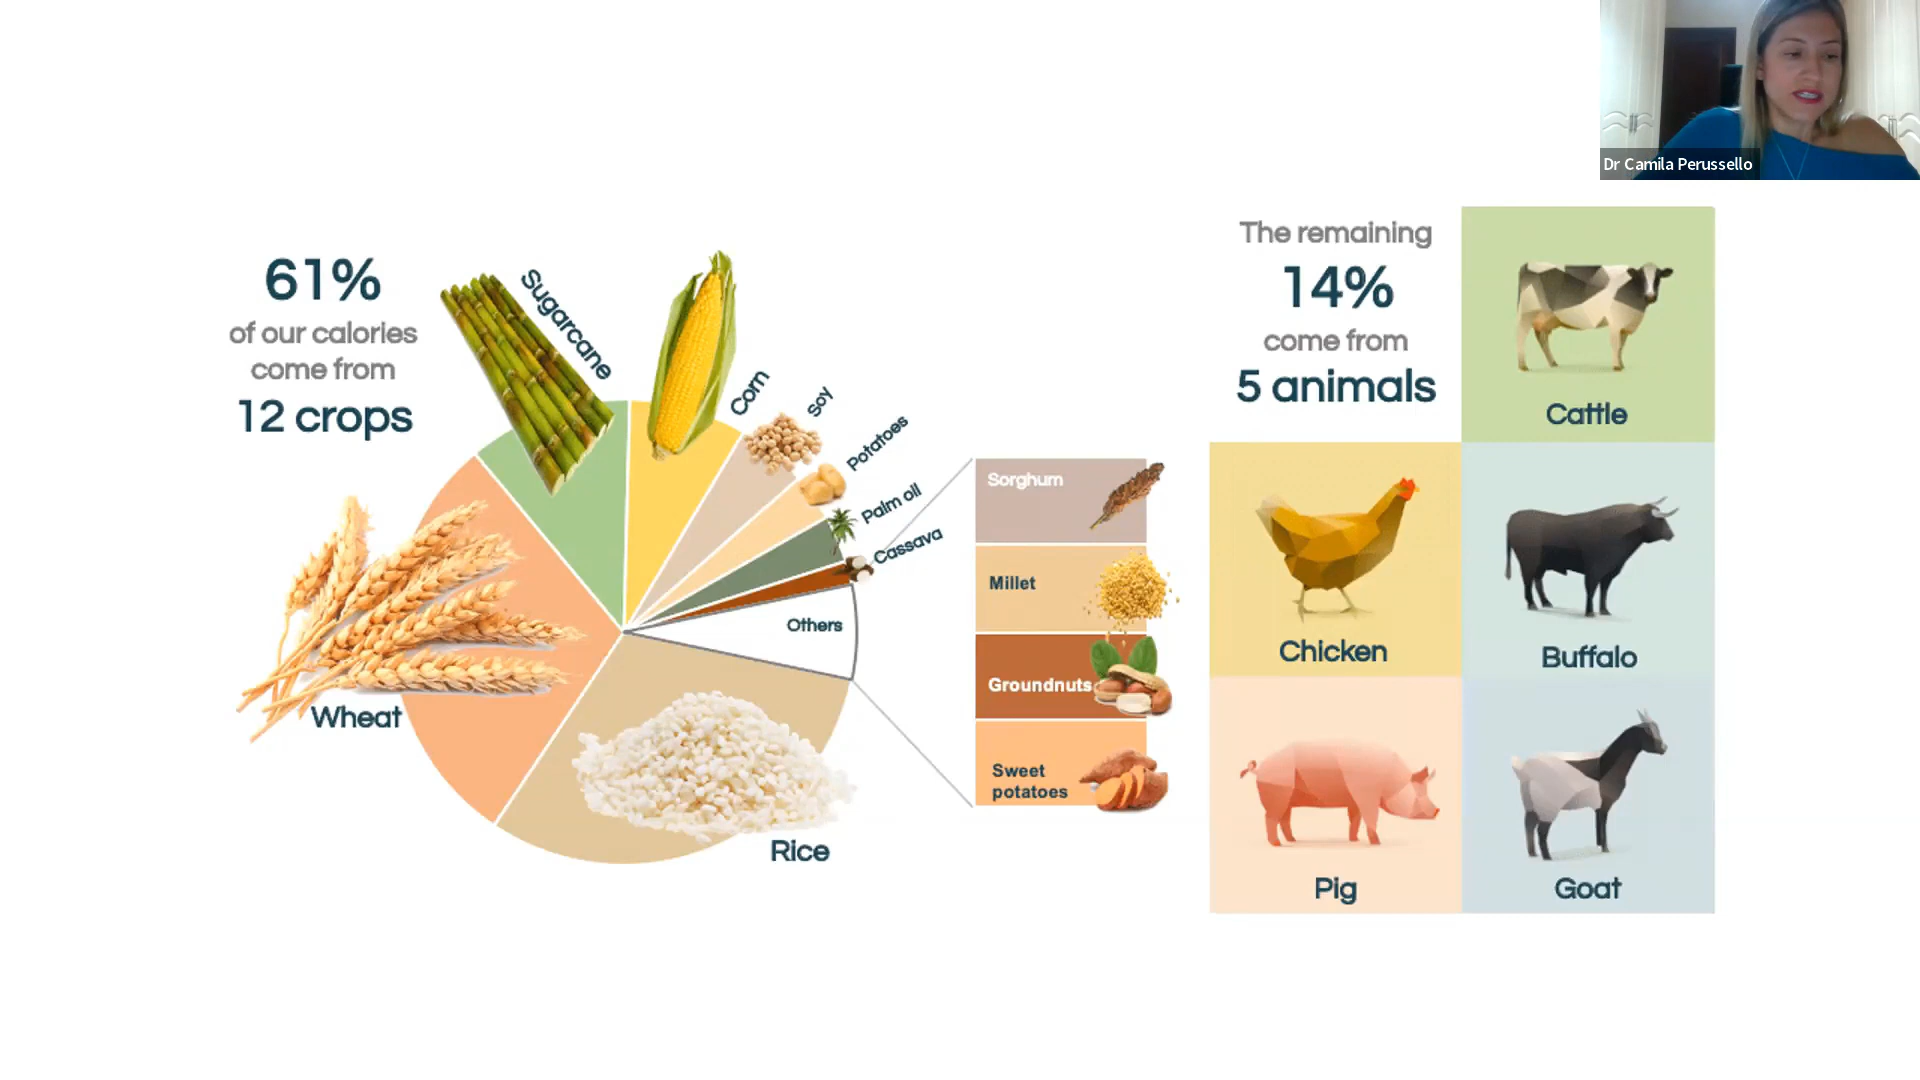 Dr Camila Perussello
61%
of our calories
come from
12 crops
Sugarcane
Corn
Soy
Potatoes
Palm oil
Cassava
Others
Wheat
Rice
Sorghum
Millet
Groundnuts
Sweet
potatoes
The remaining
14%
come from
5 animals
Cattle
Chicken
Buffalo
Pig
Goat